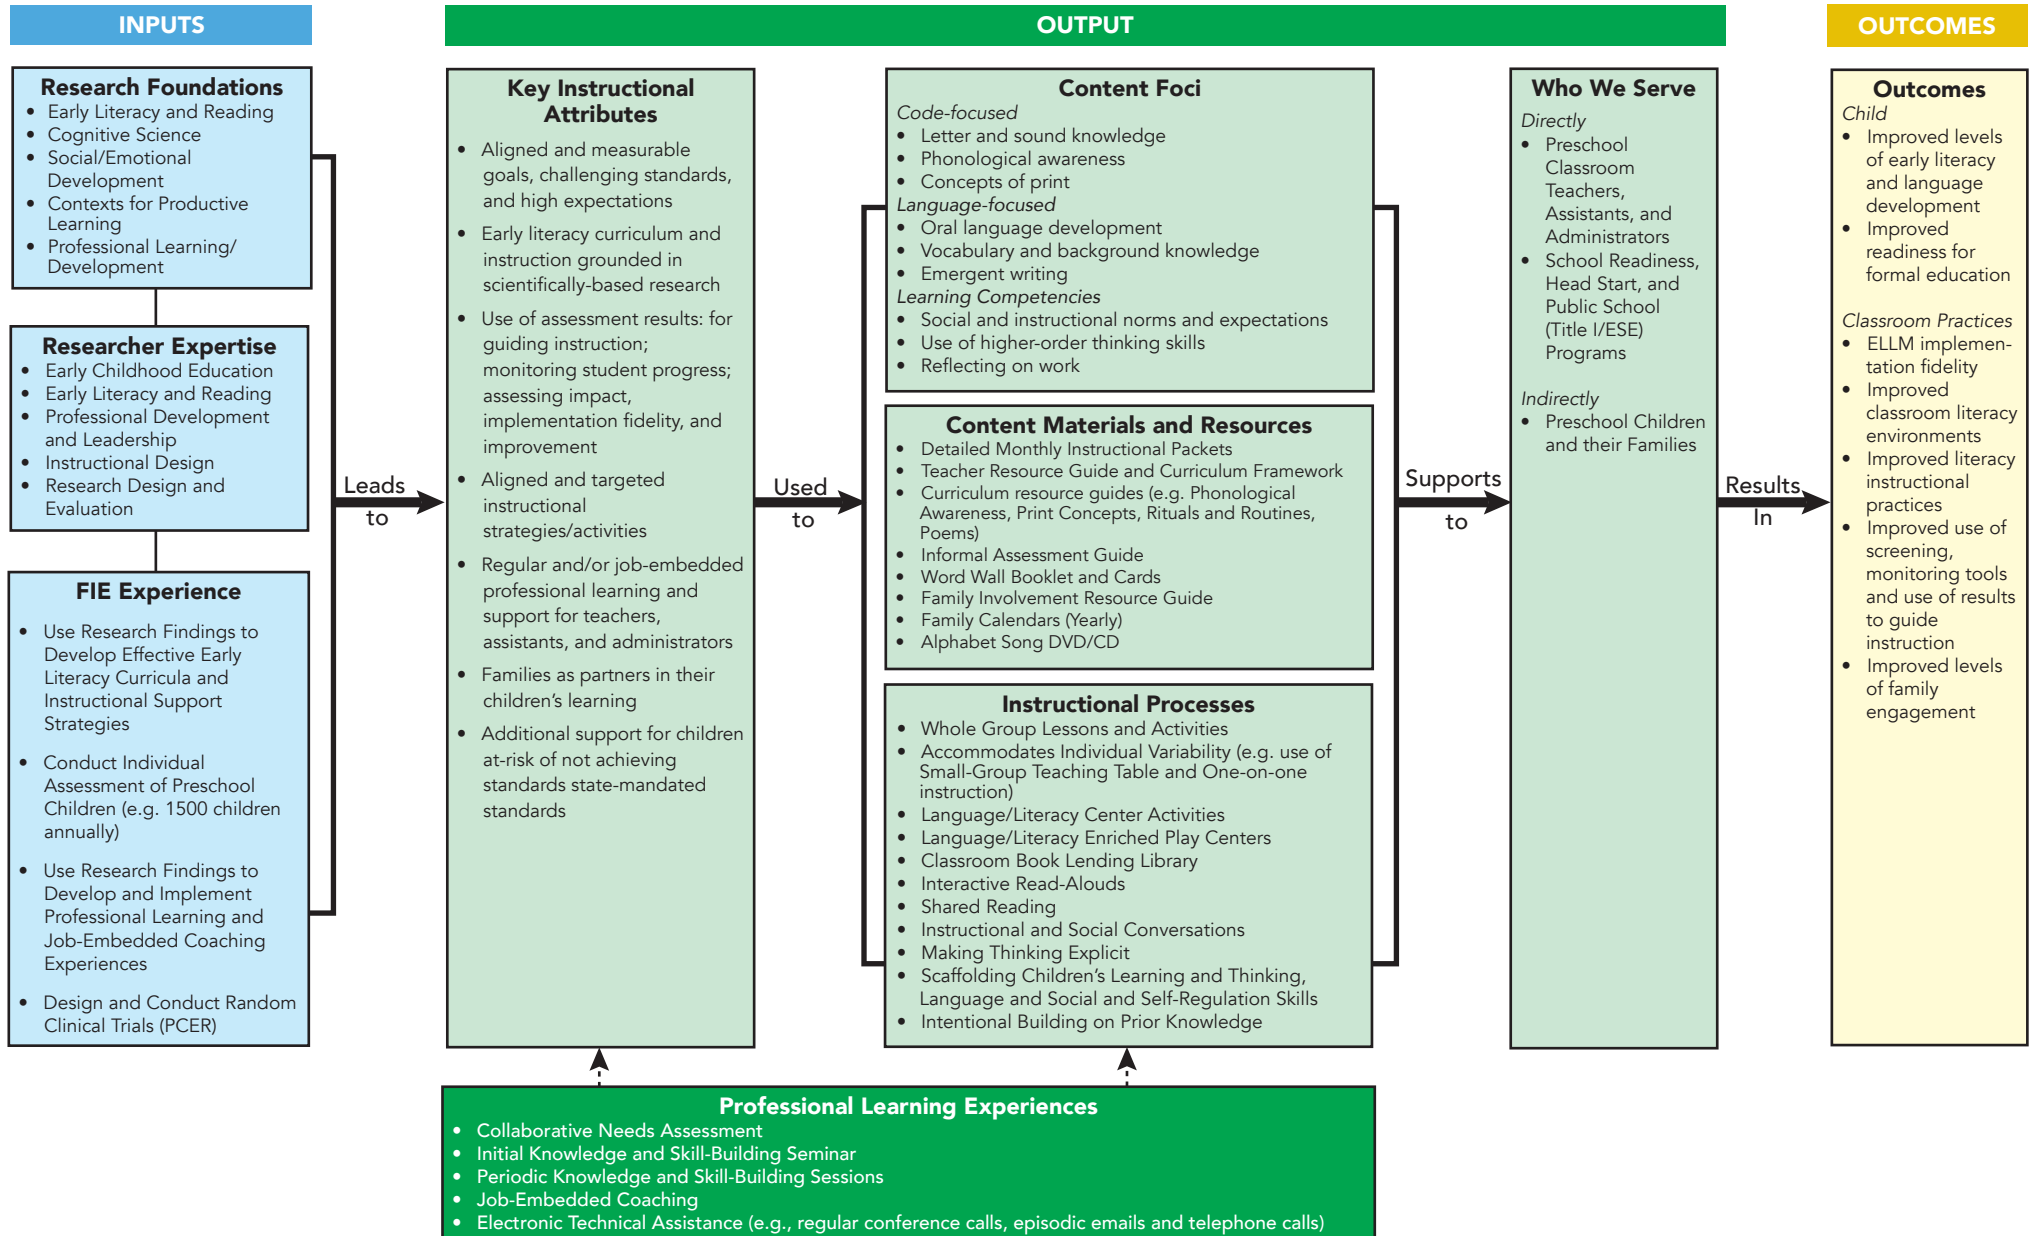 INPUTS
OUTPUT
OUTCOMES
Research Foundations
• Early Literacy and Reading
• Cognitive Science
• Social/Emotional
Development
• Contexts for Productive
Learning
• Professional Learning/
Development
Researcher Expertise
• Early Childhood Education
• Early Literacy and Reading
• Professional Development
and Leadership
• Instructional Design
• Research Design and
Evaluation
FIE Experience
• Use Research Findings to
Develop Effective Early
Literacy Curricula and
Instructional Support
Strategies
• Conduct Individual
Assessment of Preschool
Children (e.g. 1500 children
annually)
• Use Research Findings to
Develop and Implement
Professional Learning and
Job-Embedded Coaching
Experiences
• Design and Conduct Random
Clinical Trials (PCER)
Leads
to
Key Instructional
Attributes
• Aligned and measurable
goals, challenging standards,
and high expectations
• Early literacy curriculum and
instruction grounded in
scientifically-based research
• Use of assessment results: for
guiding instruction;
monitoring student progress;
assessing impact,
implementation fidelity, and
improvement
• Aligned and targeted
instructional
strategies/activities
• Regular and/or job-embedded
professional learning and
support for teachers,
assistants, and administrators
• Families as partners in their
children's learning
• Additional support for children
at-risk of not achieving
standards state-mandated
standards
Used
to
Content Foci
Code-focused
• Letter and sound knowledge
• Phonological awareness
• Concepts of print
Language-focused
• Oral language development
• Vocabulary and background knowledge
• Emergent writing
Learning Competencies
• Social and instructional norms and expectations
• Use of higher-order thinking skills
• Reflecting on work
Content Materials and Resources
• Detailed Monthly Instructional Packets
• Teacher Resource Guide and Curriculum Framework
• Curriculum resource guides (e.g. Phonological
Awareness, Print Concepts, Rituals and Routines,
Poems)
• Informal Assessment Guide
• Word Wall Booklet and Cards
• Family Involvement Resource Guide
• Family Calendars (Yearly)
• Alphabet Song DVD/CD
Instructional Processes
• Whole Group Lessons and Activities
• Accommodates Individual Variability (e.g. use of
Small-Group Teaching Table and One-on-one
instruction)
• Language/Literacy Center Activities
• Language/Literacy Enriched Play Centers
• Classroom Book Lending Library
• Interactive Read-Alouds
• Shared Reading
• Instructional and Social Conversations
• Making Thinking Explicit
• Scaffolding Children's Learning and Thinking,
Language and Social and Self-Regulation Skills
• Intentional Building on Prior Knowledge
Supports
to
Who We Serve
Directly
• Preschool
Classroom
Teachers,
Assistants, and
Administrators
• School Readiness,
Head Start, and
Public School
(Title I/ESE)
Programs
Indirectly
• Preschool Children
and their Families
Results
In
Outcomes
Child
• Improved levels
of early literacy
and language
development
• Improved
readiness for
formal education
Classroom Practices
• ELLM implemen-
tation fidelity
• Improved
classroom literacy
environments
• Improved literacy
instructional
practices
• Improved use of
screening,
monitoring tools
and use of results
to guide
instruction
• Improved levels
of family
engagement
Professional Learning Experiences
• Collaborative Needs Assessment
• Initial Knowledge and Skill-Building Seminar
• Periodic Knowledge and Skill-Building Sessions
• Job-Embedded Coaching
• Electronic Technical Assistance (e.g., regular conference calls, episodic emails and telephone calls)